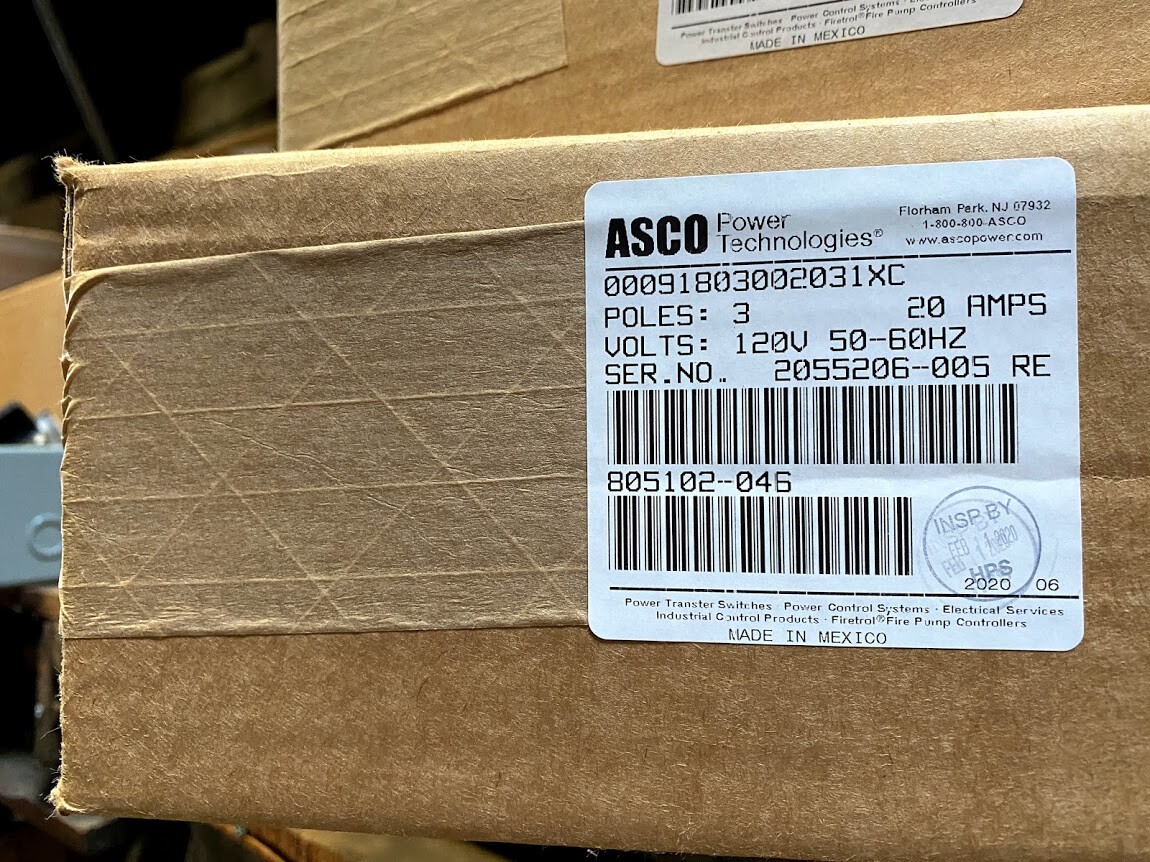 Power Transfer Switches · Power Control Systems ·
Industrial Control Products · Firetrol® Fire Pump Controllers
MADE IN MEXICO
ASCO Power Technologies®
Florham Park, NJ 07932
1-800-800-ASCO
www.ascopower.com
00091803002031XC
POLES: 3 20 AMPS
VOLTS: 120V 50-60HZ
SER.NO. 2055206-005 RE
805102-046
INSP BY
FEB 11 2020
HPS
2020 06
Power Transfer Switches · Power Control Systems · Electrical Services
Industrial Control Products · Firetrol® Fire Pump Controllers
MADE IN MEXICO